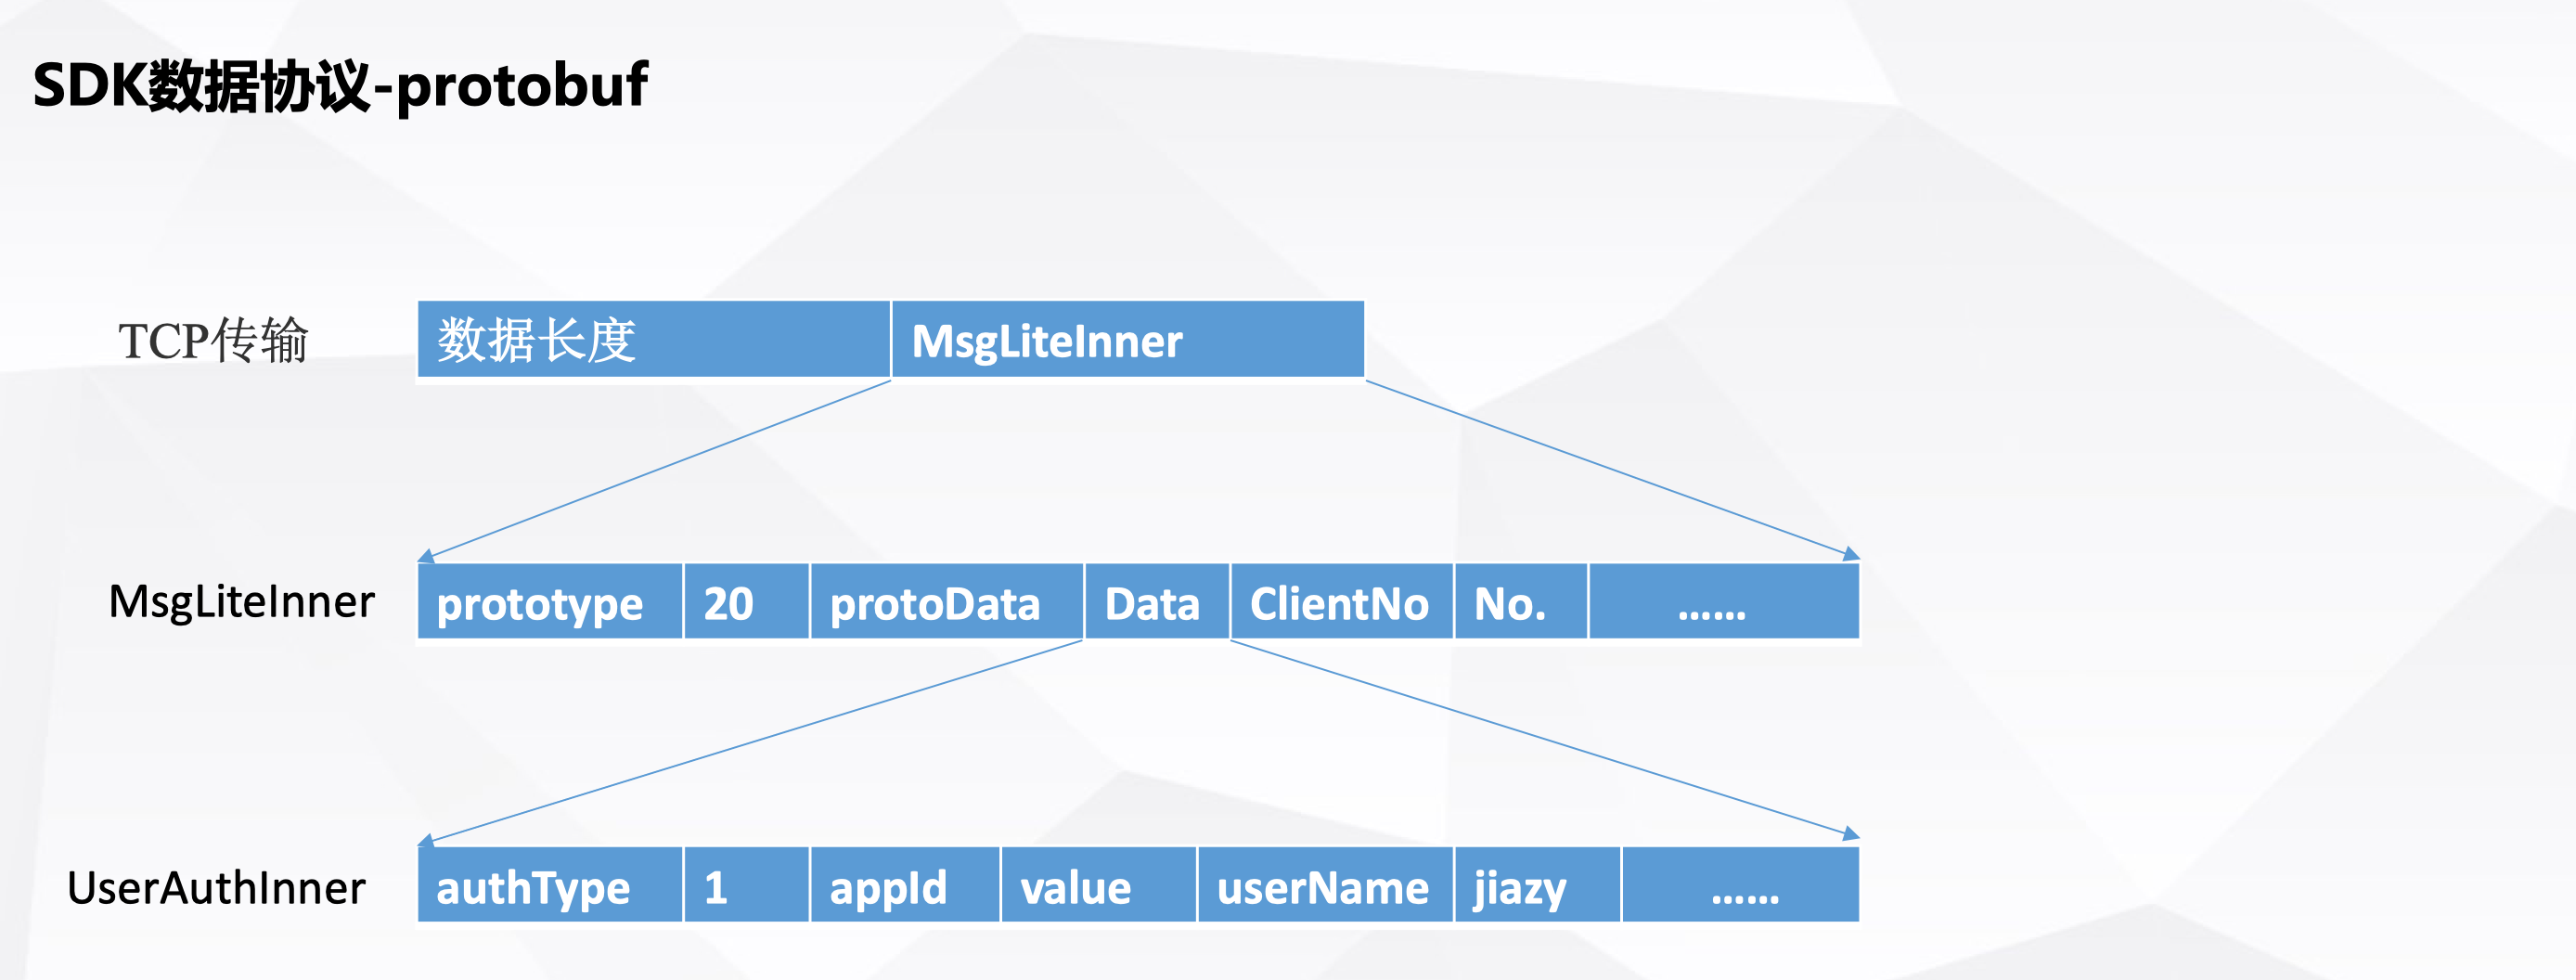 SDK数据协议-protobuf
TCP传输 数据长度 MsgLiteInner
MsgLiteInner prototype 20 protoData Data ClientNo No. ……
UserAuthInner authType 1 appId value userName jiazy ……